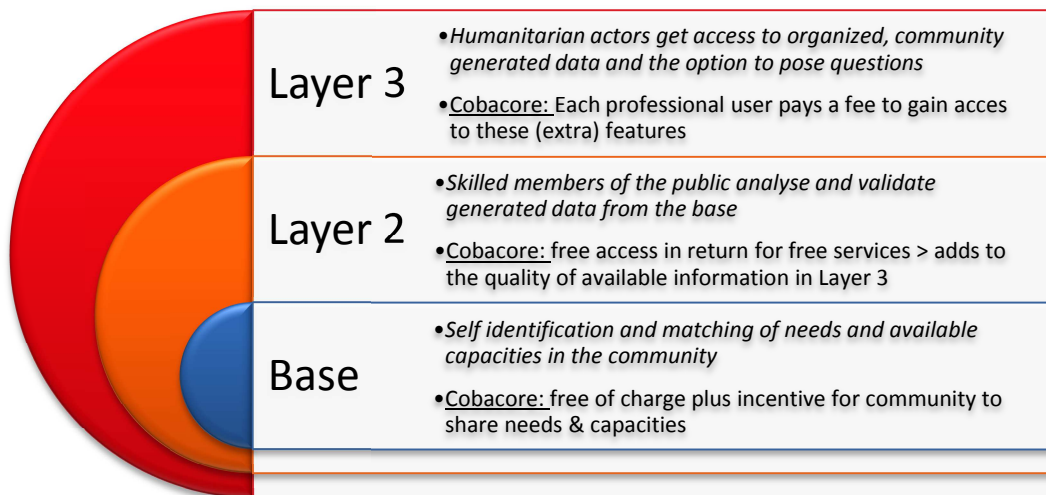 Layer 3
•Humanitarian actors get access to organized, community
generated data and the option to pose questions
•Cobacore: Each professional user pays a fee to gain acces
to these (extra) features
Layer 2
•Skilled members of the public analyse and validate
generated data from the base
•Cobacore: free access in return for free services > adds to
the quality of available information in Layer 3
Base
•Self identification and matching of needs and available
capacities in the community
•Cobacore: free of charge plus incentive for community to
share needs & capacities